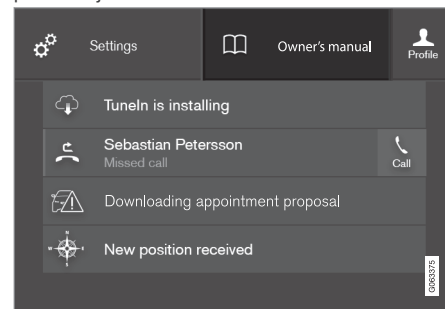 Settings
Owner's manual
Profile
TuneIn is installing
Sebastian Petersson
Missed call
Call
Downloading appointment proposal
New position received
G063375